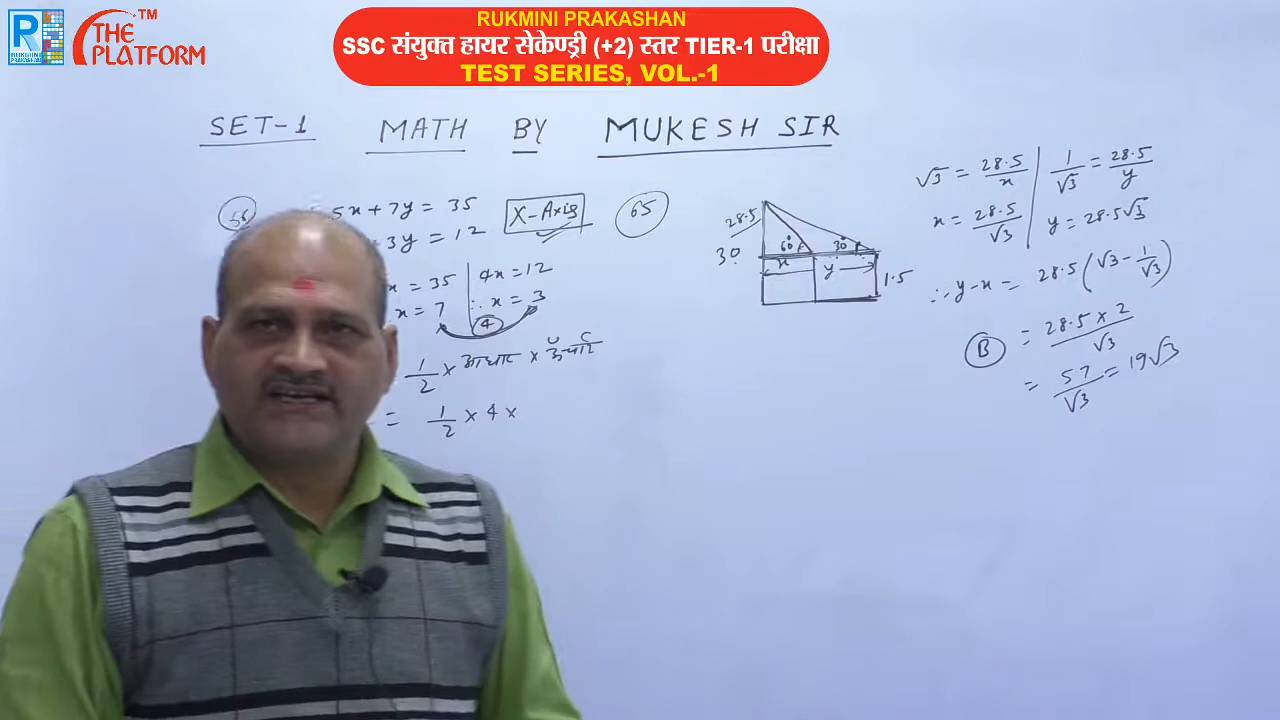 R
RUKMINI
PRAKASHAN
THE
PLATFORM
TM
RUKMINI PRAKASHAN
SSC संयुक्त हायर सेकेण्ड्री (+2) स्तर TIER-1 परीक्षा
TEST SERIES, VOL.-1
SET-1 MATH BY MUKESH SIR
5x + 7y = 35
X-Axis
+ 3y = 12
x = 35 | 4x = 12
x = 7 | ∴ x = 3
4
1/2 × आधार × ऊँचाई
= 1/2 × 4 ×
65
28.5
30
60
30
x
y
1.5
√3 = 28.5/x | 1/√3 = 28.5/y
x = 28.5/√3 | y = 28.5√3
∴ y-x = 28.5(√3 - 1/√3)
B = 28.5 × 2/√3
= 57/√3 = 19√3